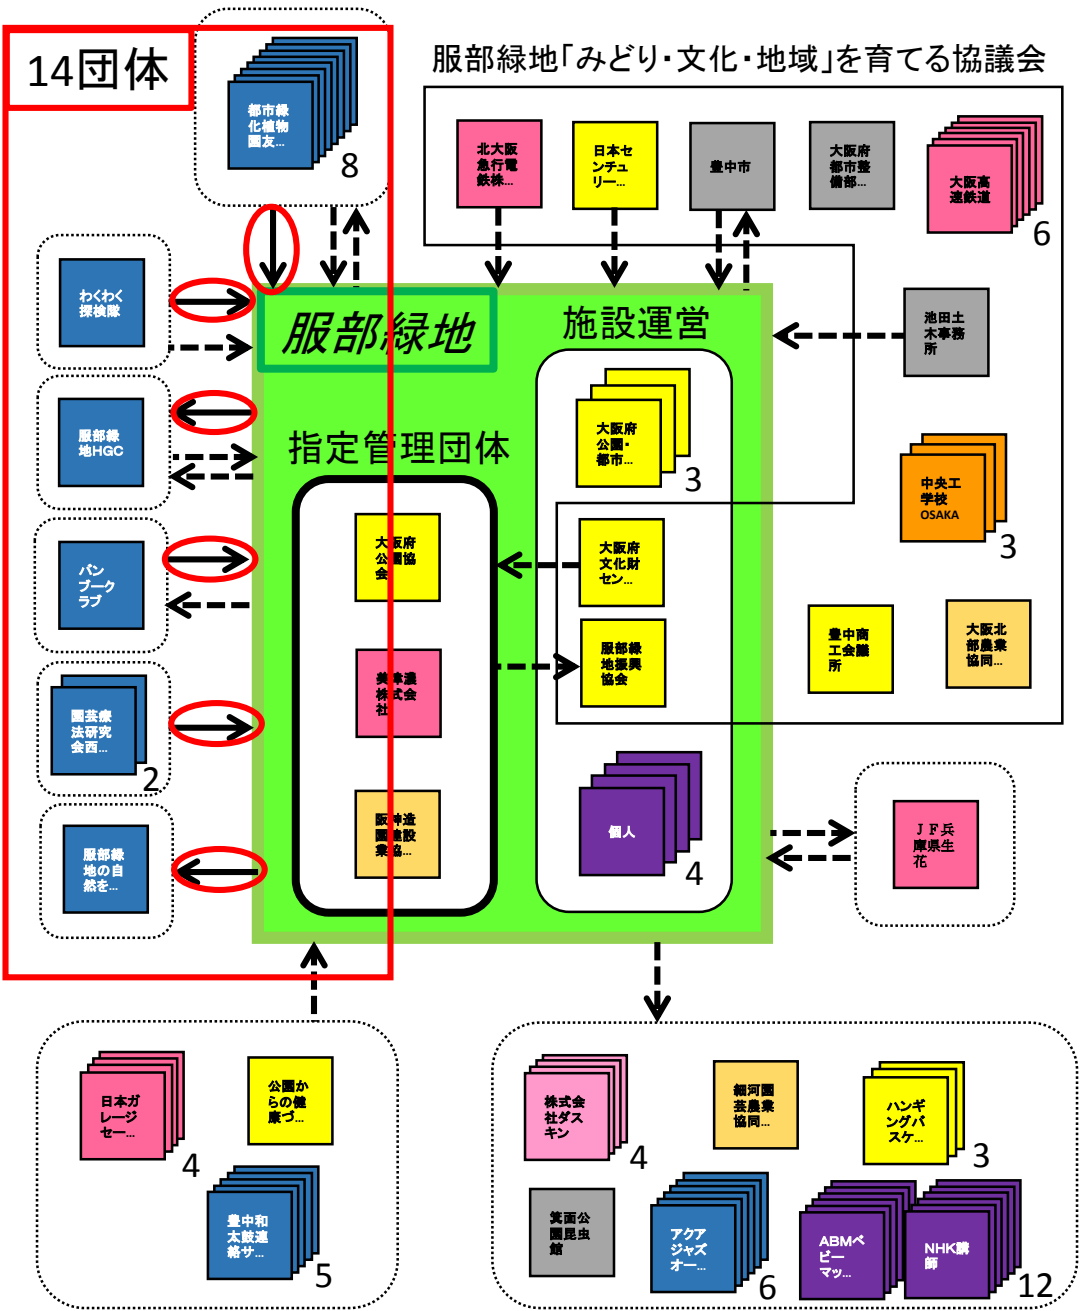 14団体
都市緑
化植物
園友...
8
服部緑地「みどり・文化・地域」を育てる協議会
北大阪
急行電
鉄株...
日本セ
ンチュ
リー...
豊中市
大阪府
都市整
備部...
大阪高
速鉄道
6
わくわく
探検隊
服部緑地
施設運営
池田土
木事務
所
服部緑
地HGC
指定管理団体
大阪府
公園・
都市...
3
中央工
学校
OSAKA
3
バン
ブーク
ラブ
大阪府
公園協
会
大阪府
文化財
セン...
服部緑
地振興
協会
豊中商
工会議
所
大阪北
部農業
協同...
園芸療
法研究
会西...
2
美津濃
株式会
社
服部緑
地の自
然を...
阪神造
園建設
業協...
個人
4
ＪＦ兵
庫県生
花
日本ガ
レージ
セー...
4
公園か
らの健
康づ...
豊中和
太鼓連
絡サ...
5
株式会
社ダス
キン
4
細河園
芸農業
協同...
ハンギ
ングバ
スケ...
3
箕面公
園昆虫
館
アクア
ジャズ
オー...
6
ABMベ
ビー
マッ...
NHK講
師
12